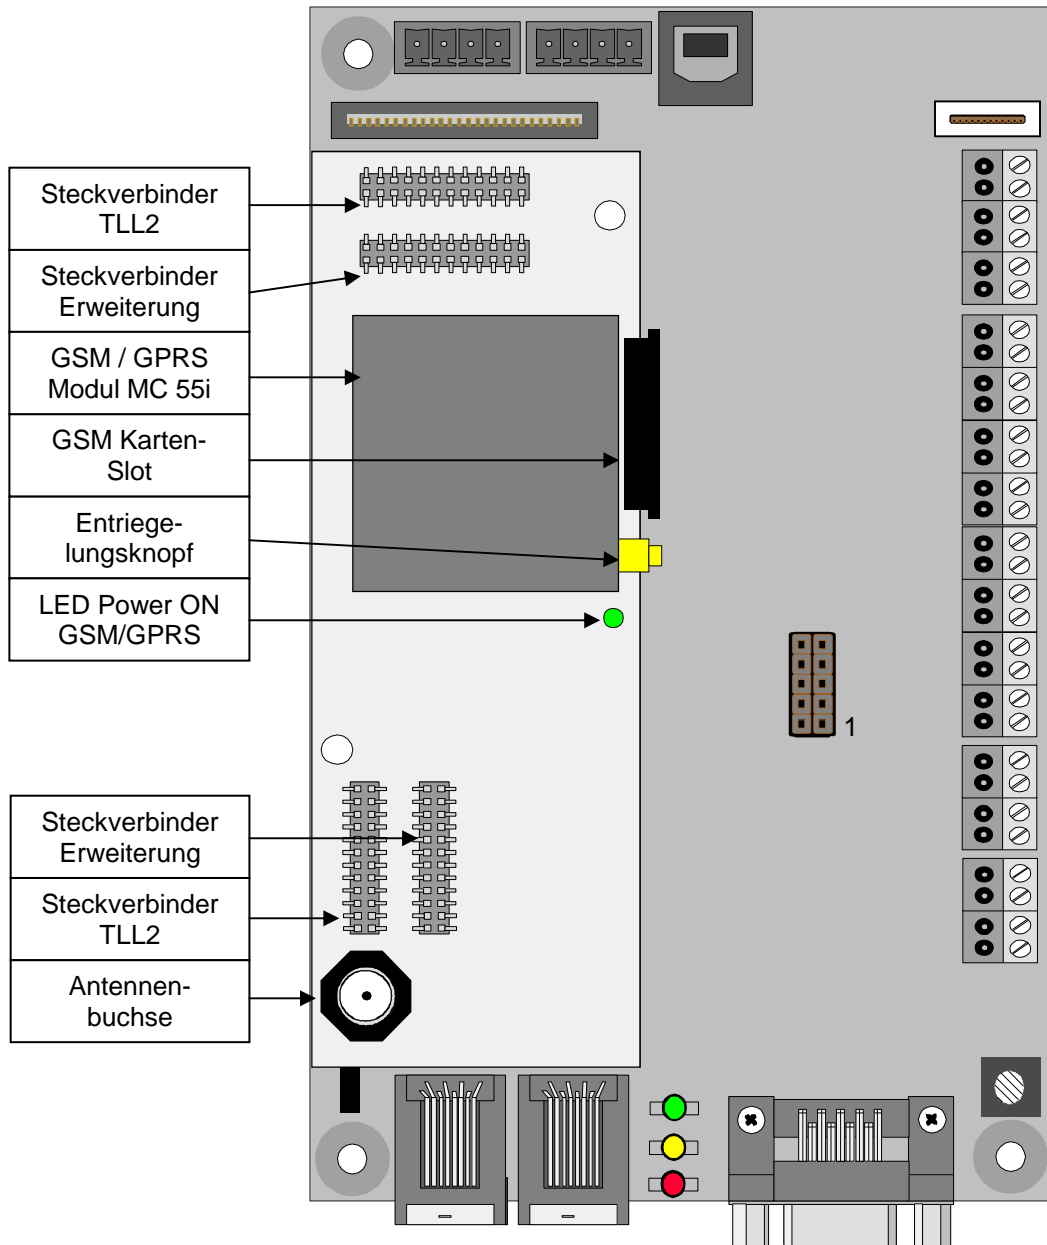 Steckverbinder
TLL2
Steckverbinder
Erweiterung
GSM / GPRS
Modul MC 55i
GSM Karten-
Slot
Entriege-
lungsknopf
LED Power ON
GSM/GPRS
1
Steckverbinder
Erweiterung
Steckverbinder
TLL2
Antennen-
buchse